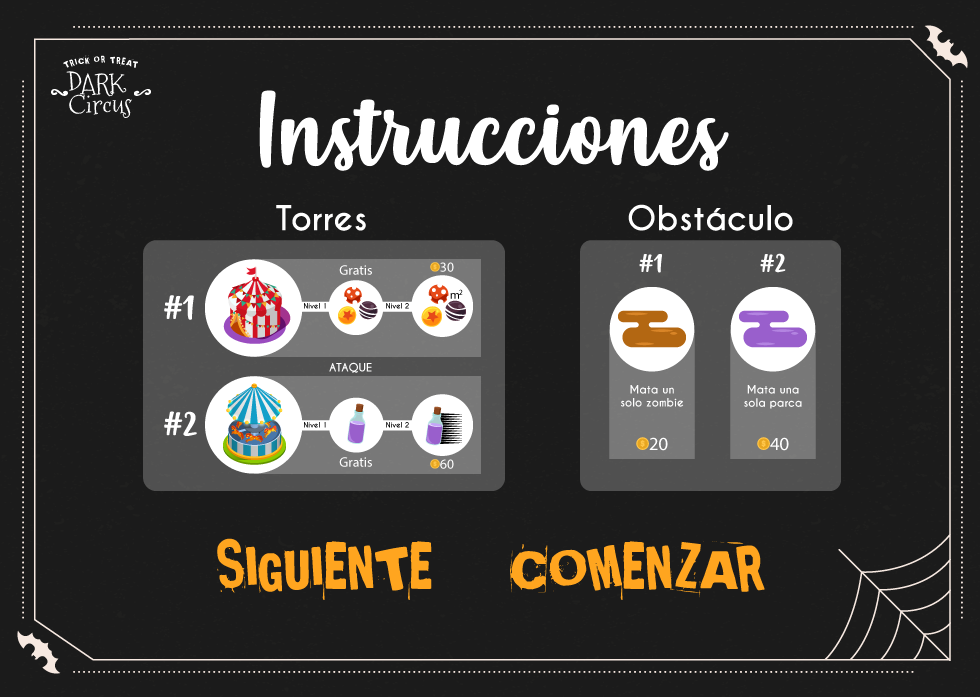 TRICK OR TREAT
DARK
Circus
Instrucciones
Torres
#1
Nivel 1
Gratis
Nivel 2
30
m²
ATAQUE
#2
Nivel 1
Gratis
Nivel 2
60
Obstáculo
#1
Mata un
solo zombie
20
#2
Mata una
sola parca
40
SIGUIENTE
COMENZAR